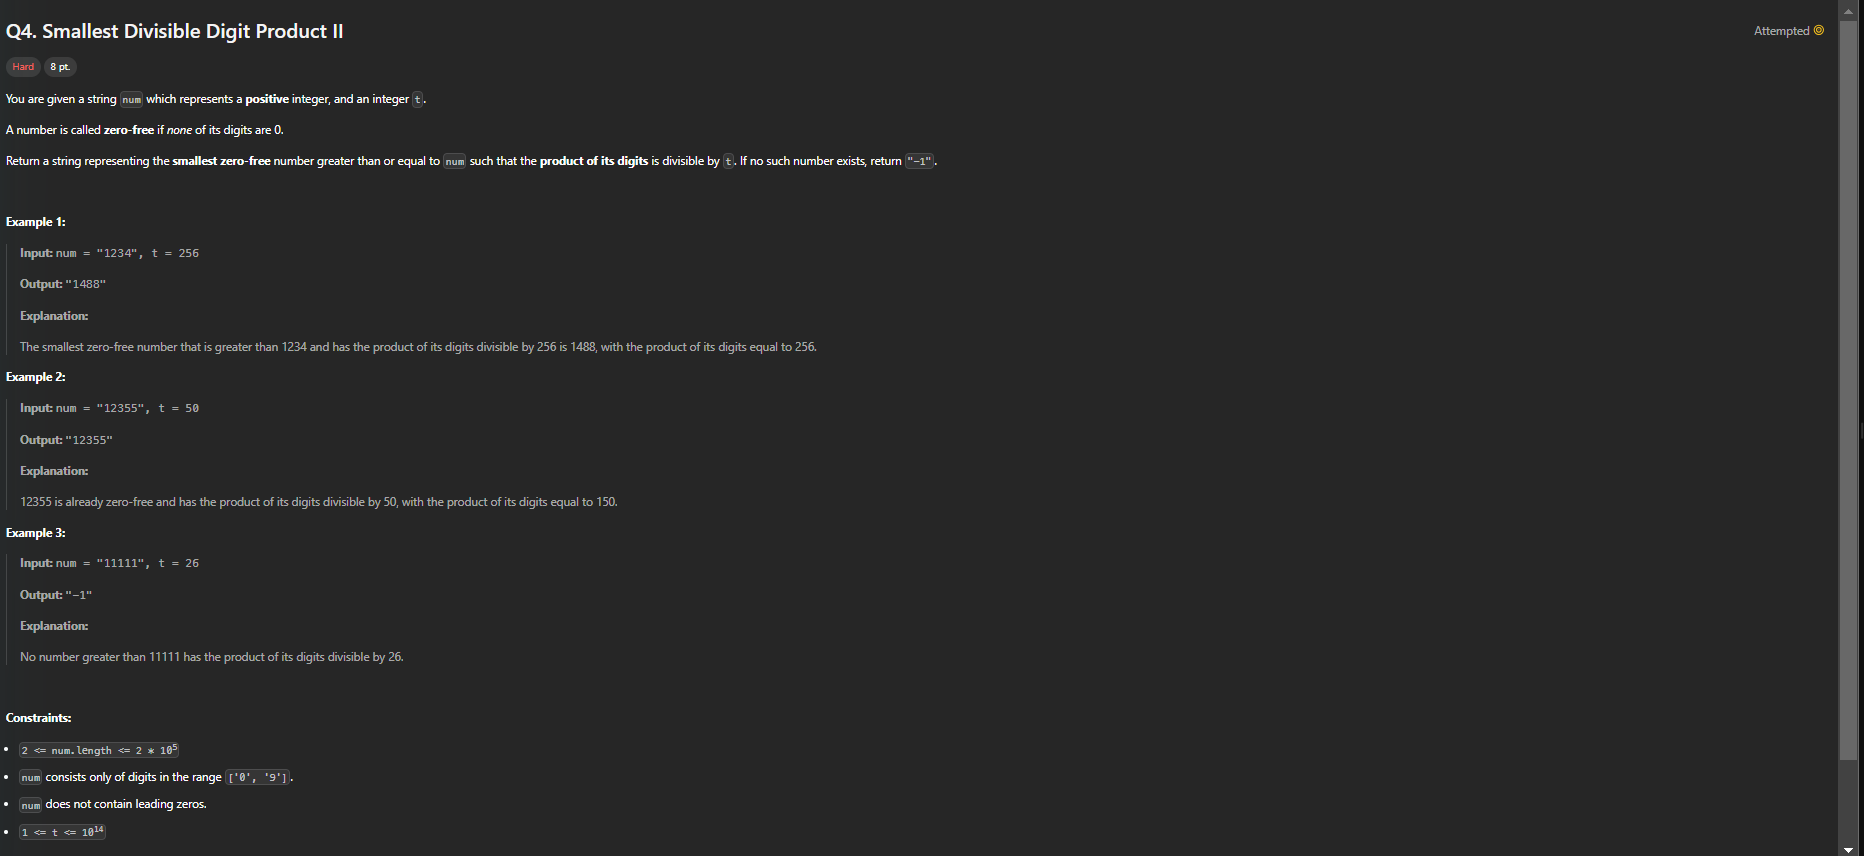 Q4. Smallest Divisible Digit Product II
Attempted
Hard 8 pt.
You are given a string num which represents a positive integer, and an integer t.
A number is called zero-free if none of its digits are 0.
Return a string representing the smallest zero-free number greater than or equal to num such that the product of its digits is divisible by t. If no such number exists, return "-1".
Example 1:
Input: num = "1234", t = 256
Output: "1488"
Explanation:
The smallest zero-free number that is greater than 1234 and has the product of its digits divisible by 256 is 1488, with the product of its digits equal to 256.
Example 2:
Input: num = "12355", t = 50
Output: "12355"
Explanation:
12355 is already zero-free and has the product of its digits divisible by 50, with the product of its digits equal to 150.
Example 3:
Input: num = "11111", t = 26
Output: "-1"
Explanation:
No number greater than 11111 has the product of its digits divisible by 26.
Constraints:
• 2 <= num.length <= 2 * 10⁵
• num consists only of digits in the range ['0', '9'].
• num does not contain leading zeros.
• 1 <= t <= 10¹⁴